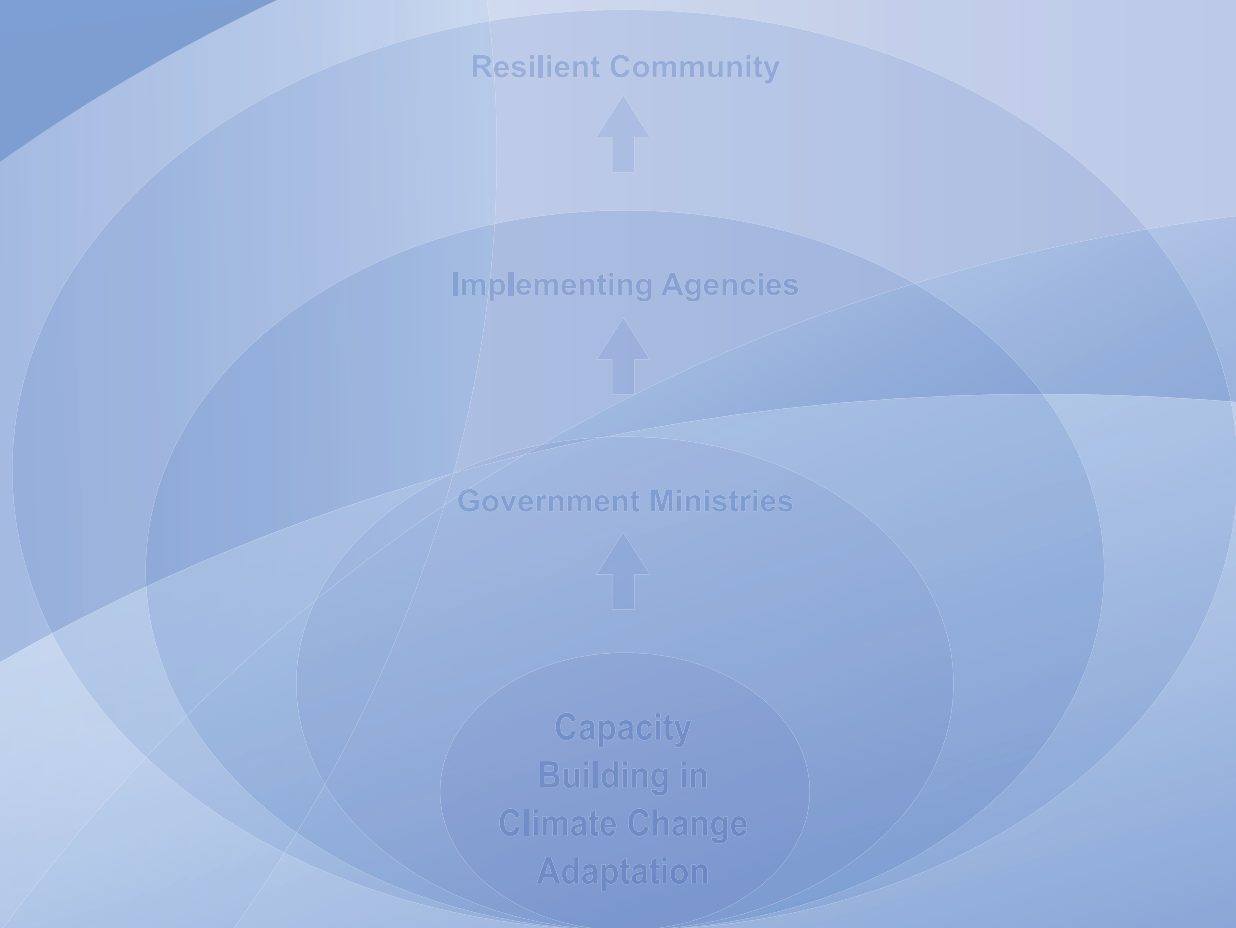 Resilient Community
Implementing Agencies
Government Ministries
Capacity
Building in
Climate Change
Adaptation